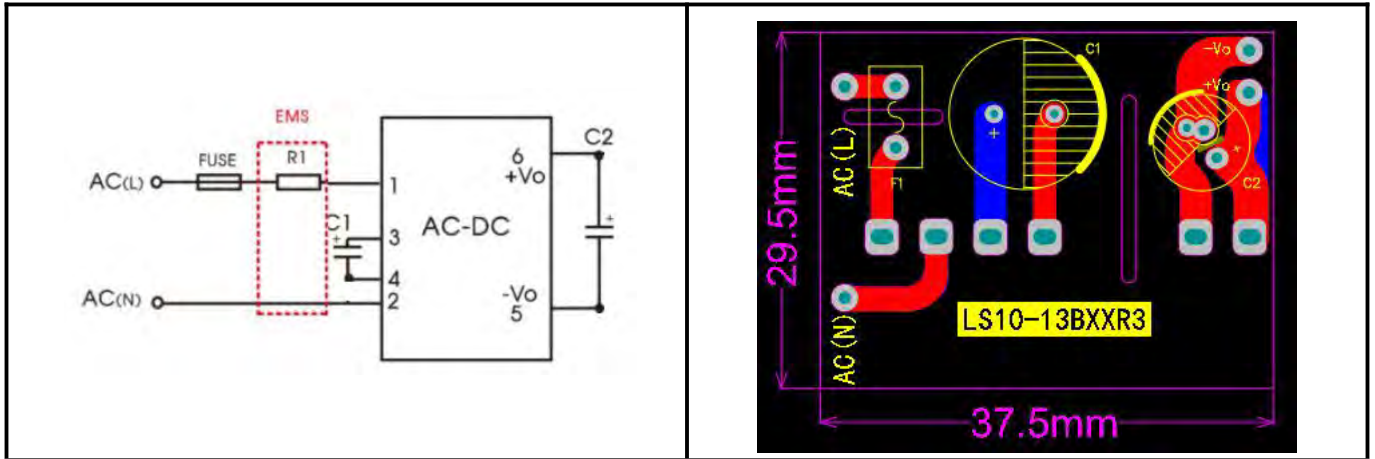 EMS
FUSE
R1
AC(L)
C1
+
1
3
4
2
AC-DC
6
+Vo
-Vo
5
C2
+
AC(N)
29.5mm
37.5mm
AC(L)
F1
AC(N)
+
C1
-Vo
+Vo
+
C2
LS10-13BXXR3